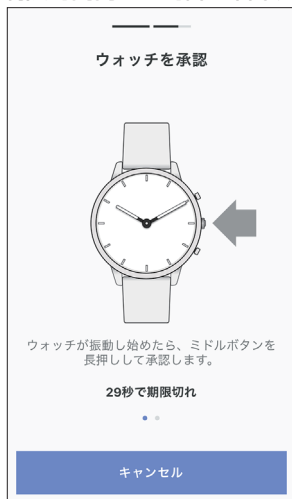 ウォッチを承認
ウォッチが振動し始めたら、ミドルボタンを
長押しして承認します。
29秒で期限切れ
キャンセル